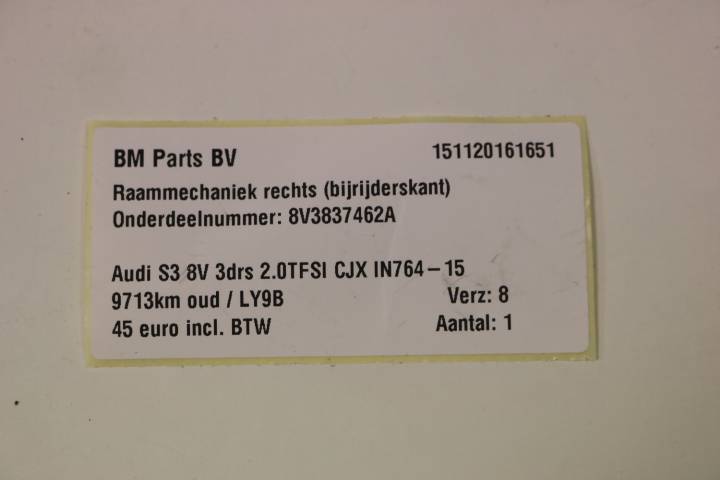 BM Parts BV 151120161651
Raammechaniek rechts (bijrijderskant)
Onderdeelnummer: 8V3837462A
Audi S3 8V 3drs 2.0TFSI CJX IN764-15
9713km oud / LY9B Verz: 8
45 euro incl. BTW Aantal: 1